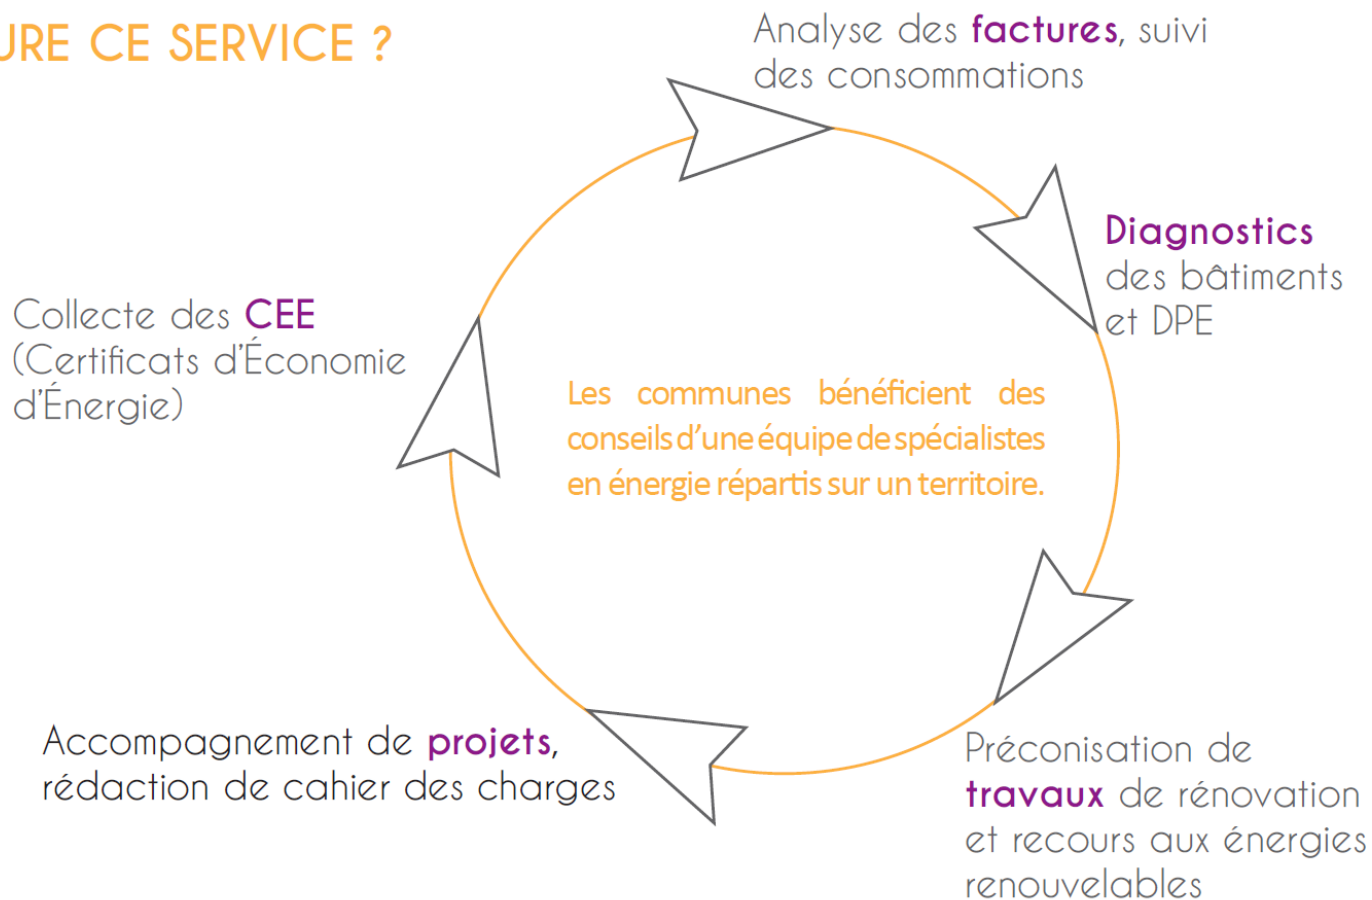 URE CE SERVICE ?
Analyse des factures, suivi
des consommations
Diagnostics
des bâtiments
et DPE
Collecte des CEE
(Certificats d'Économie
d'Énergie)
Les communes bénéficient des
conseils d'une équipe de spécialistes
en énergie répartis sur un territoire.
Accompagnement de projets,
rédaction de cahier des charges
Préconisation de
travaux de rénovation
et recours aux énergies
renouvelables